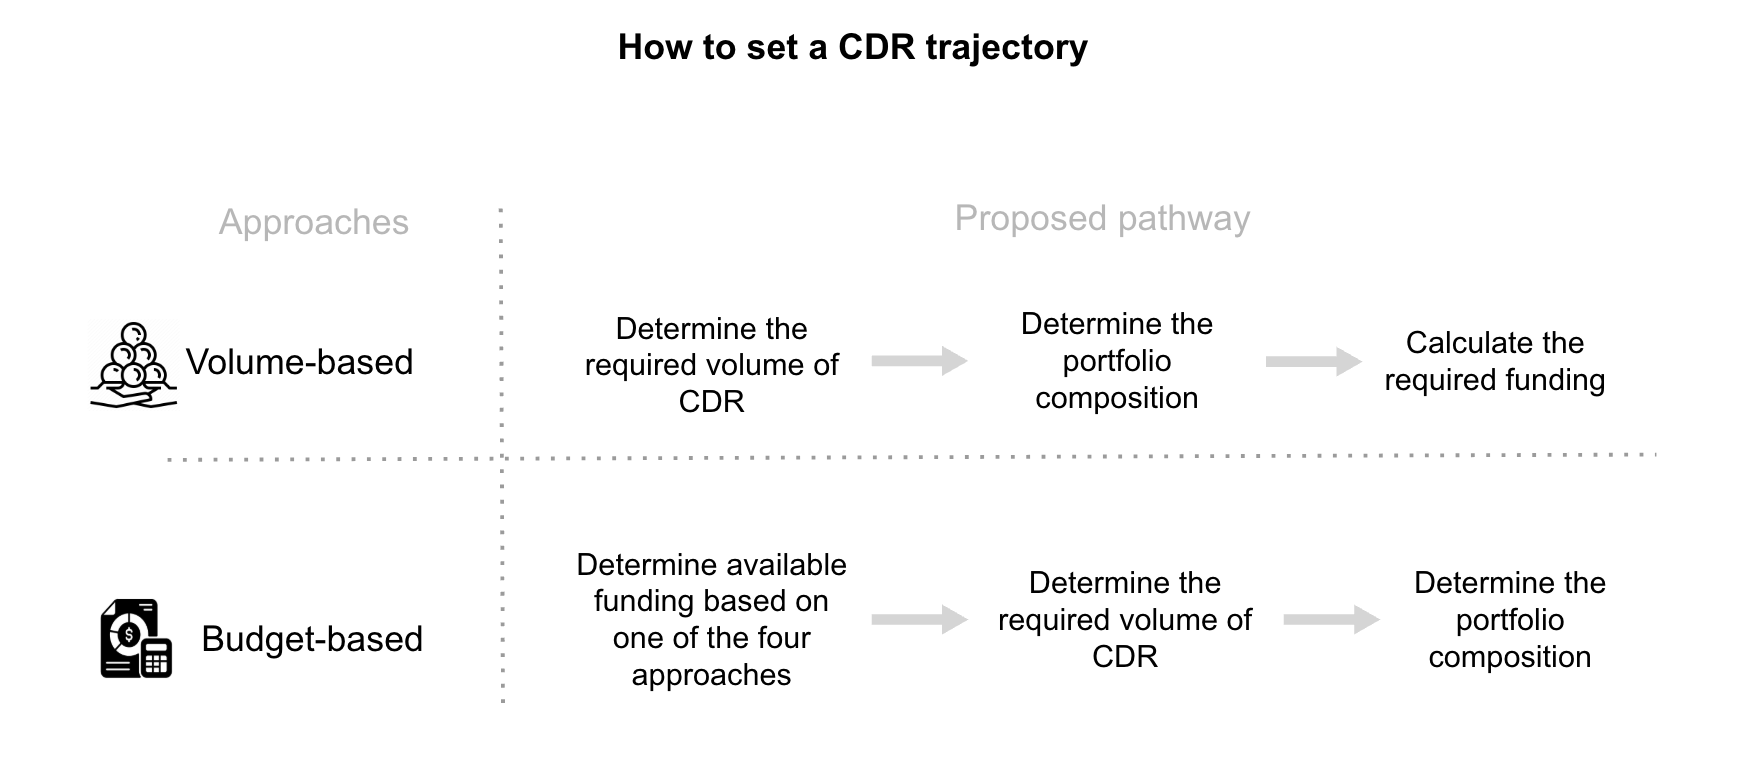 How to set a CDR trajectory
Approaches
Proposed pathway
Volume-based
Determine the
required volume of
CDR
Determine the
portfolio
composition
Calculate the
required funding
Budget-based
Determine available
funding based on
one of the four
approaches
Determine the
required volume of
CDR
Determine the
portfolio
composition